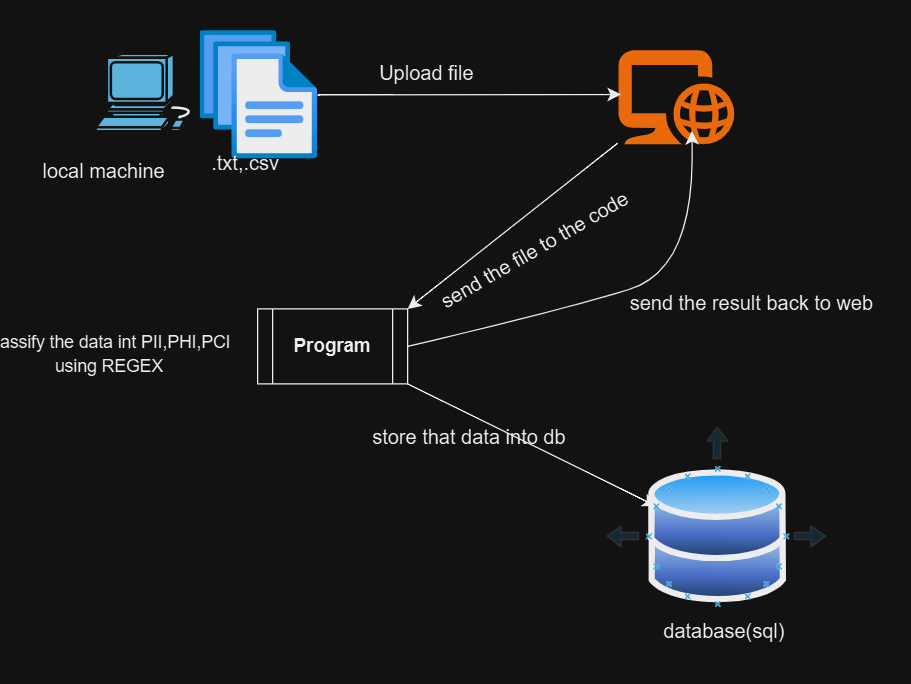 Upload file
local machine
.txt,.csv
send the file to the code
send the result back to web
assify the data int PII,PHI,PCI
using REGEX
Program
store that data into db
database(sql)